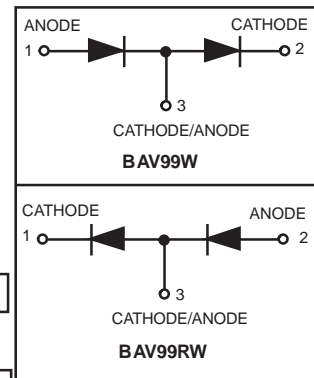 ANODE CATHODE
1 2
3
CATHODE/ANODE
BAV99W
CATHODE ANODE
1 2
3
CATHODE/ANODE
BAV99RW